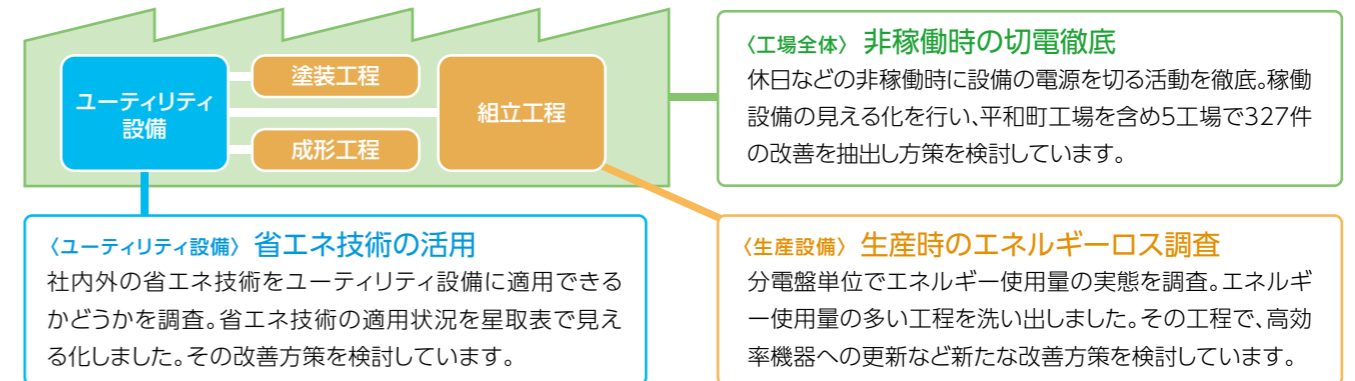 ユーティリティ
設備
塗装工程
成形工程
組立工程
〈工場全体〉 非稼働時の切電徹底
休日などの非稼働時に設備の電源を切る活動を徹底。稼働
設備の見える化を行い、平和町工場を含め5工場で327件
の改善を抽出し方策を検討しています。
〈ユーティリティ設備〉 省エネ技術の活用
社内外の省エネ技術をユーティリティ設備に適用できる
かどうかを調査。省エネ技術の適用状況を星取表で見え
る化しました。その改善方策を検討しています。
〈生産設備〉 生産時のエネルギーロス調査
分電盤単位でエネルギー使用量の実態を調査。エネルギ
ー使用量の多い工程を洗い出しました。その工程で、高効
率機器への更新など新たな改善方策を検討しています。